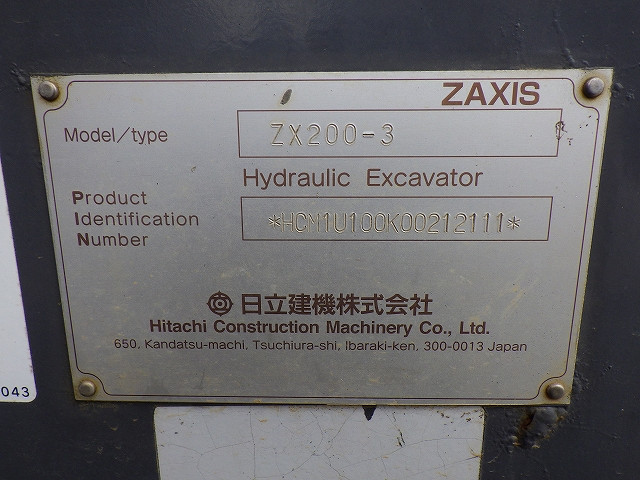 ZAXIS
Model/type
ZX200-3
Hydraulic Excavator
Product
Identification
Number
*HCM1U100K00212111*
日立建機株式会社
Hitachi Construction Machinery Co., Ltd.
650, Kandatsu-machi, Tsuchiura-shi, Ibaraki-ken, 300-0013 Japan
043